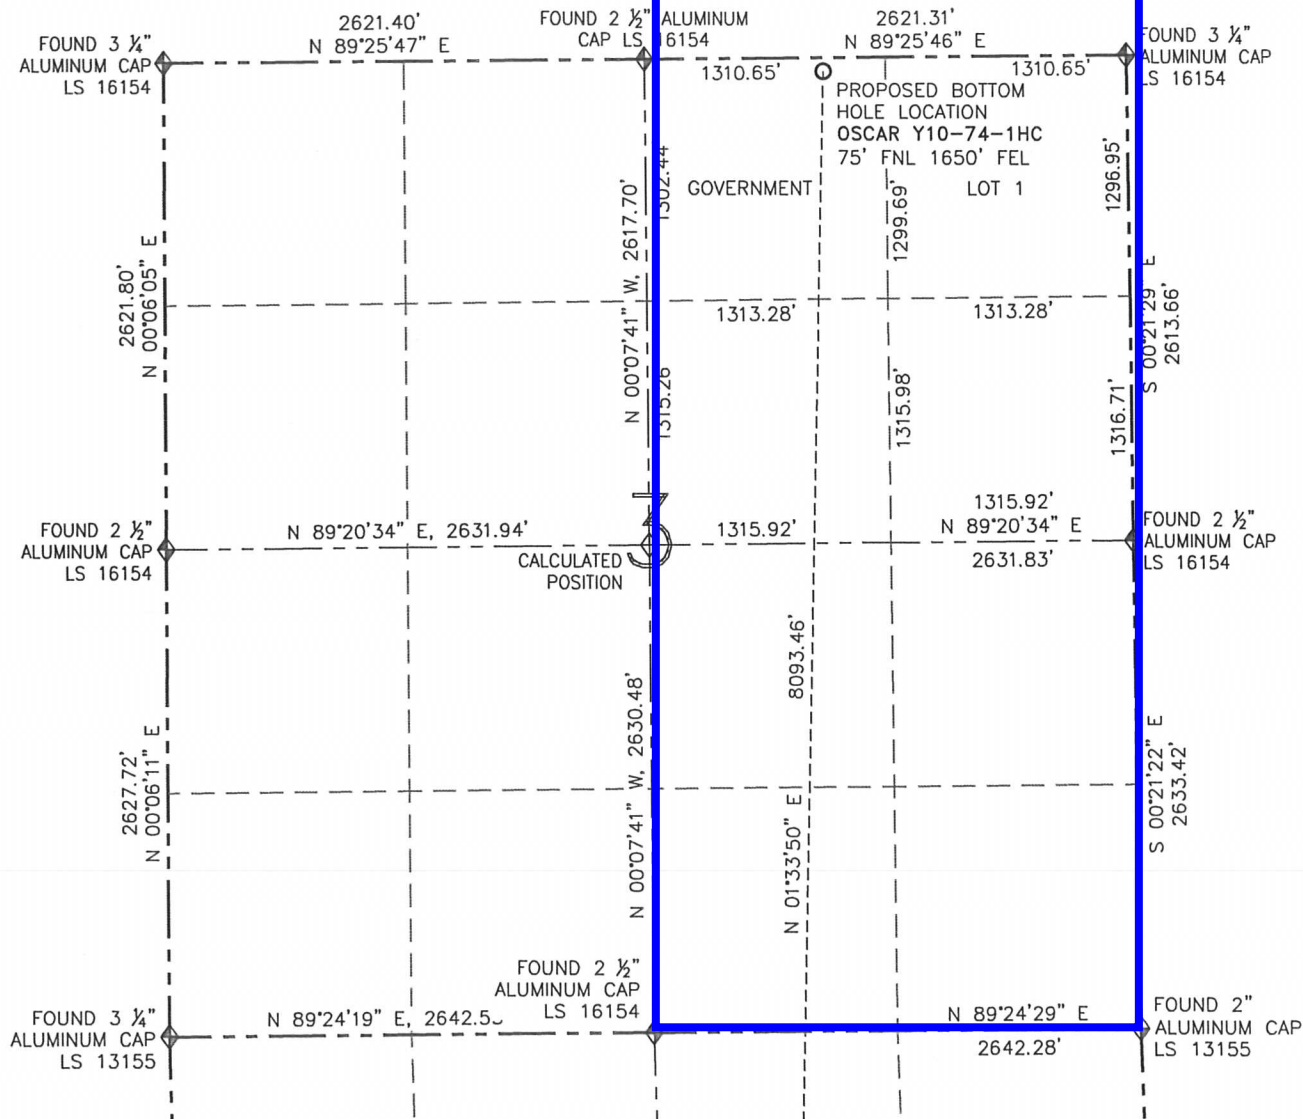 2621.40'
N 89°25'47" E
FOUND 2 ½" ALUMINUM
CAP LS 16154
2621.31'
N 89°25'46" E
FOUND 3 ¼"
ALUMINUM CAP
LS 16154
FOUND 3 ¼"
ALUMINUM CAP
LS 16154
1310.65'
1310.65'
PROPOSED BOTTOM
HOLE LOCATION
OSCAR Y10-74-1HC
75' FNL 1650' FEL
GOVERNMENT
LOT 1
1302.44
N 00°07'41" W, 2617.70'
1299.69'
1296.95'
2621.80'
N 00°06'05" E
S 00°21'29" E
2613.66'
1313.28'
1313.28'
1315.26
1315.98'
1316.71'
FOUND 2 ½"
ALUMINUM CAP
LS 16154
N 89°20'34" E, 2631.94'
CALCULATED
POSITION
1315.92'
1315.92'
N 89°20'34" E
2631.83'
FOUND 2 ½"
ALUMINUM CAP
LS 16154
8093.46'
N 01°33'50" E
N 00°07'41" W, 2630.48'
2627.72'
N 00°06'11" E
S 00°21'22" E
2633.42'
FOUND 2 ½"
ALUMINUM CAP
LS 16154
FOUND 3 ¼"
ALUMINUM CAP
LS 13155
N 89°24'19" E,
N 89°24'29" E
2642.28'
FOUND 2"
ALUMINUM CAP
LS 13155